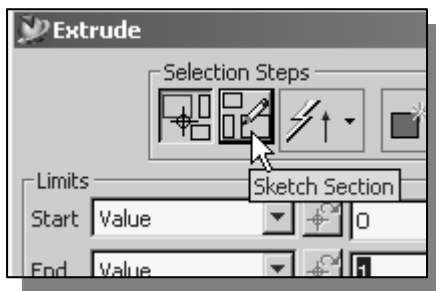 Extrude
Selection Steps
Sketch Section
Limits
Start Value 0
End Value 1